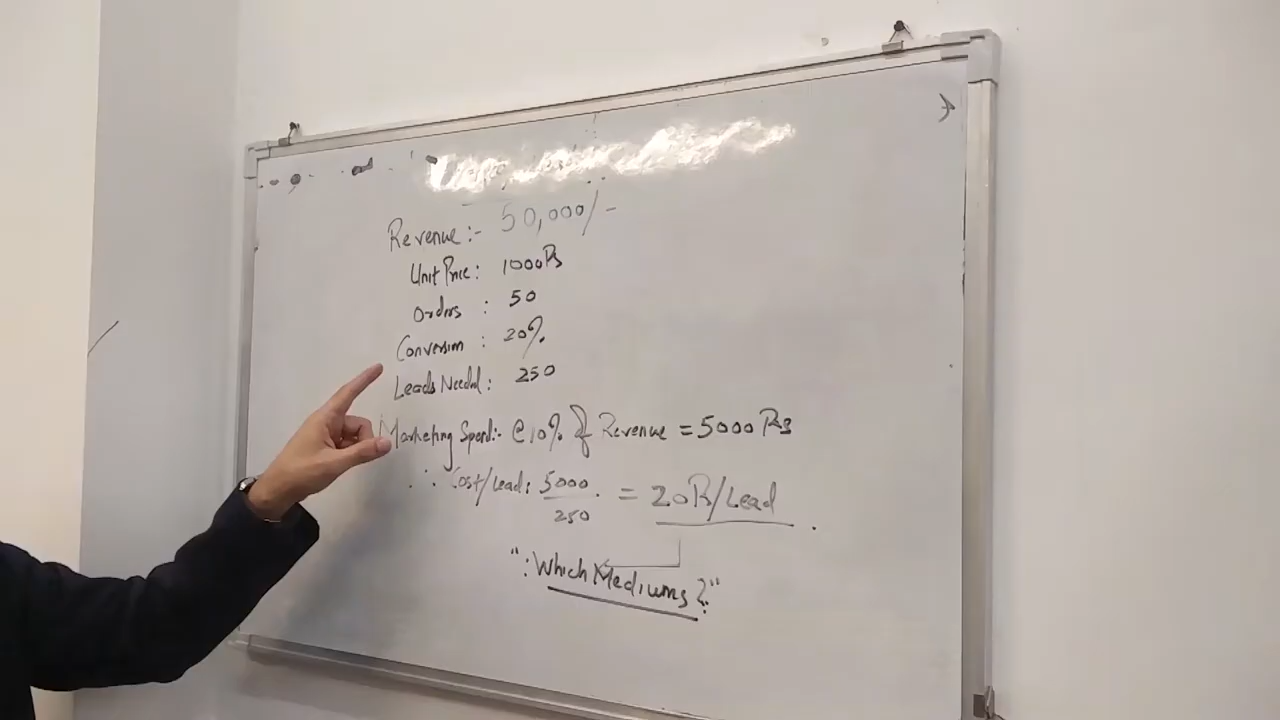 Revenue :- 50,000/-
Unit Price : 1000 Rs
Orders : 50
Conversion : 20%
Leads Needed : 250
Marketing Spend:- @ 10% of Revenue = 5000 Rs
∴ Cost/Lead: 5000/250 = 20 Rs/Lead
": Which Mediums ?"